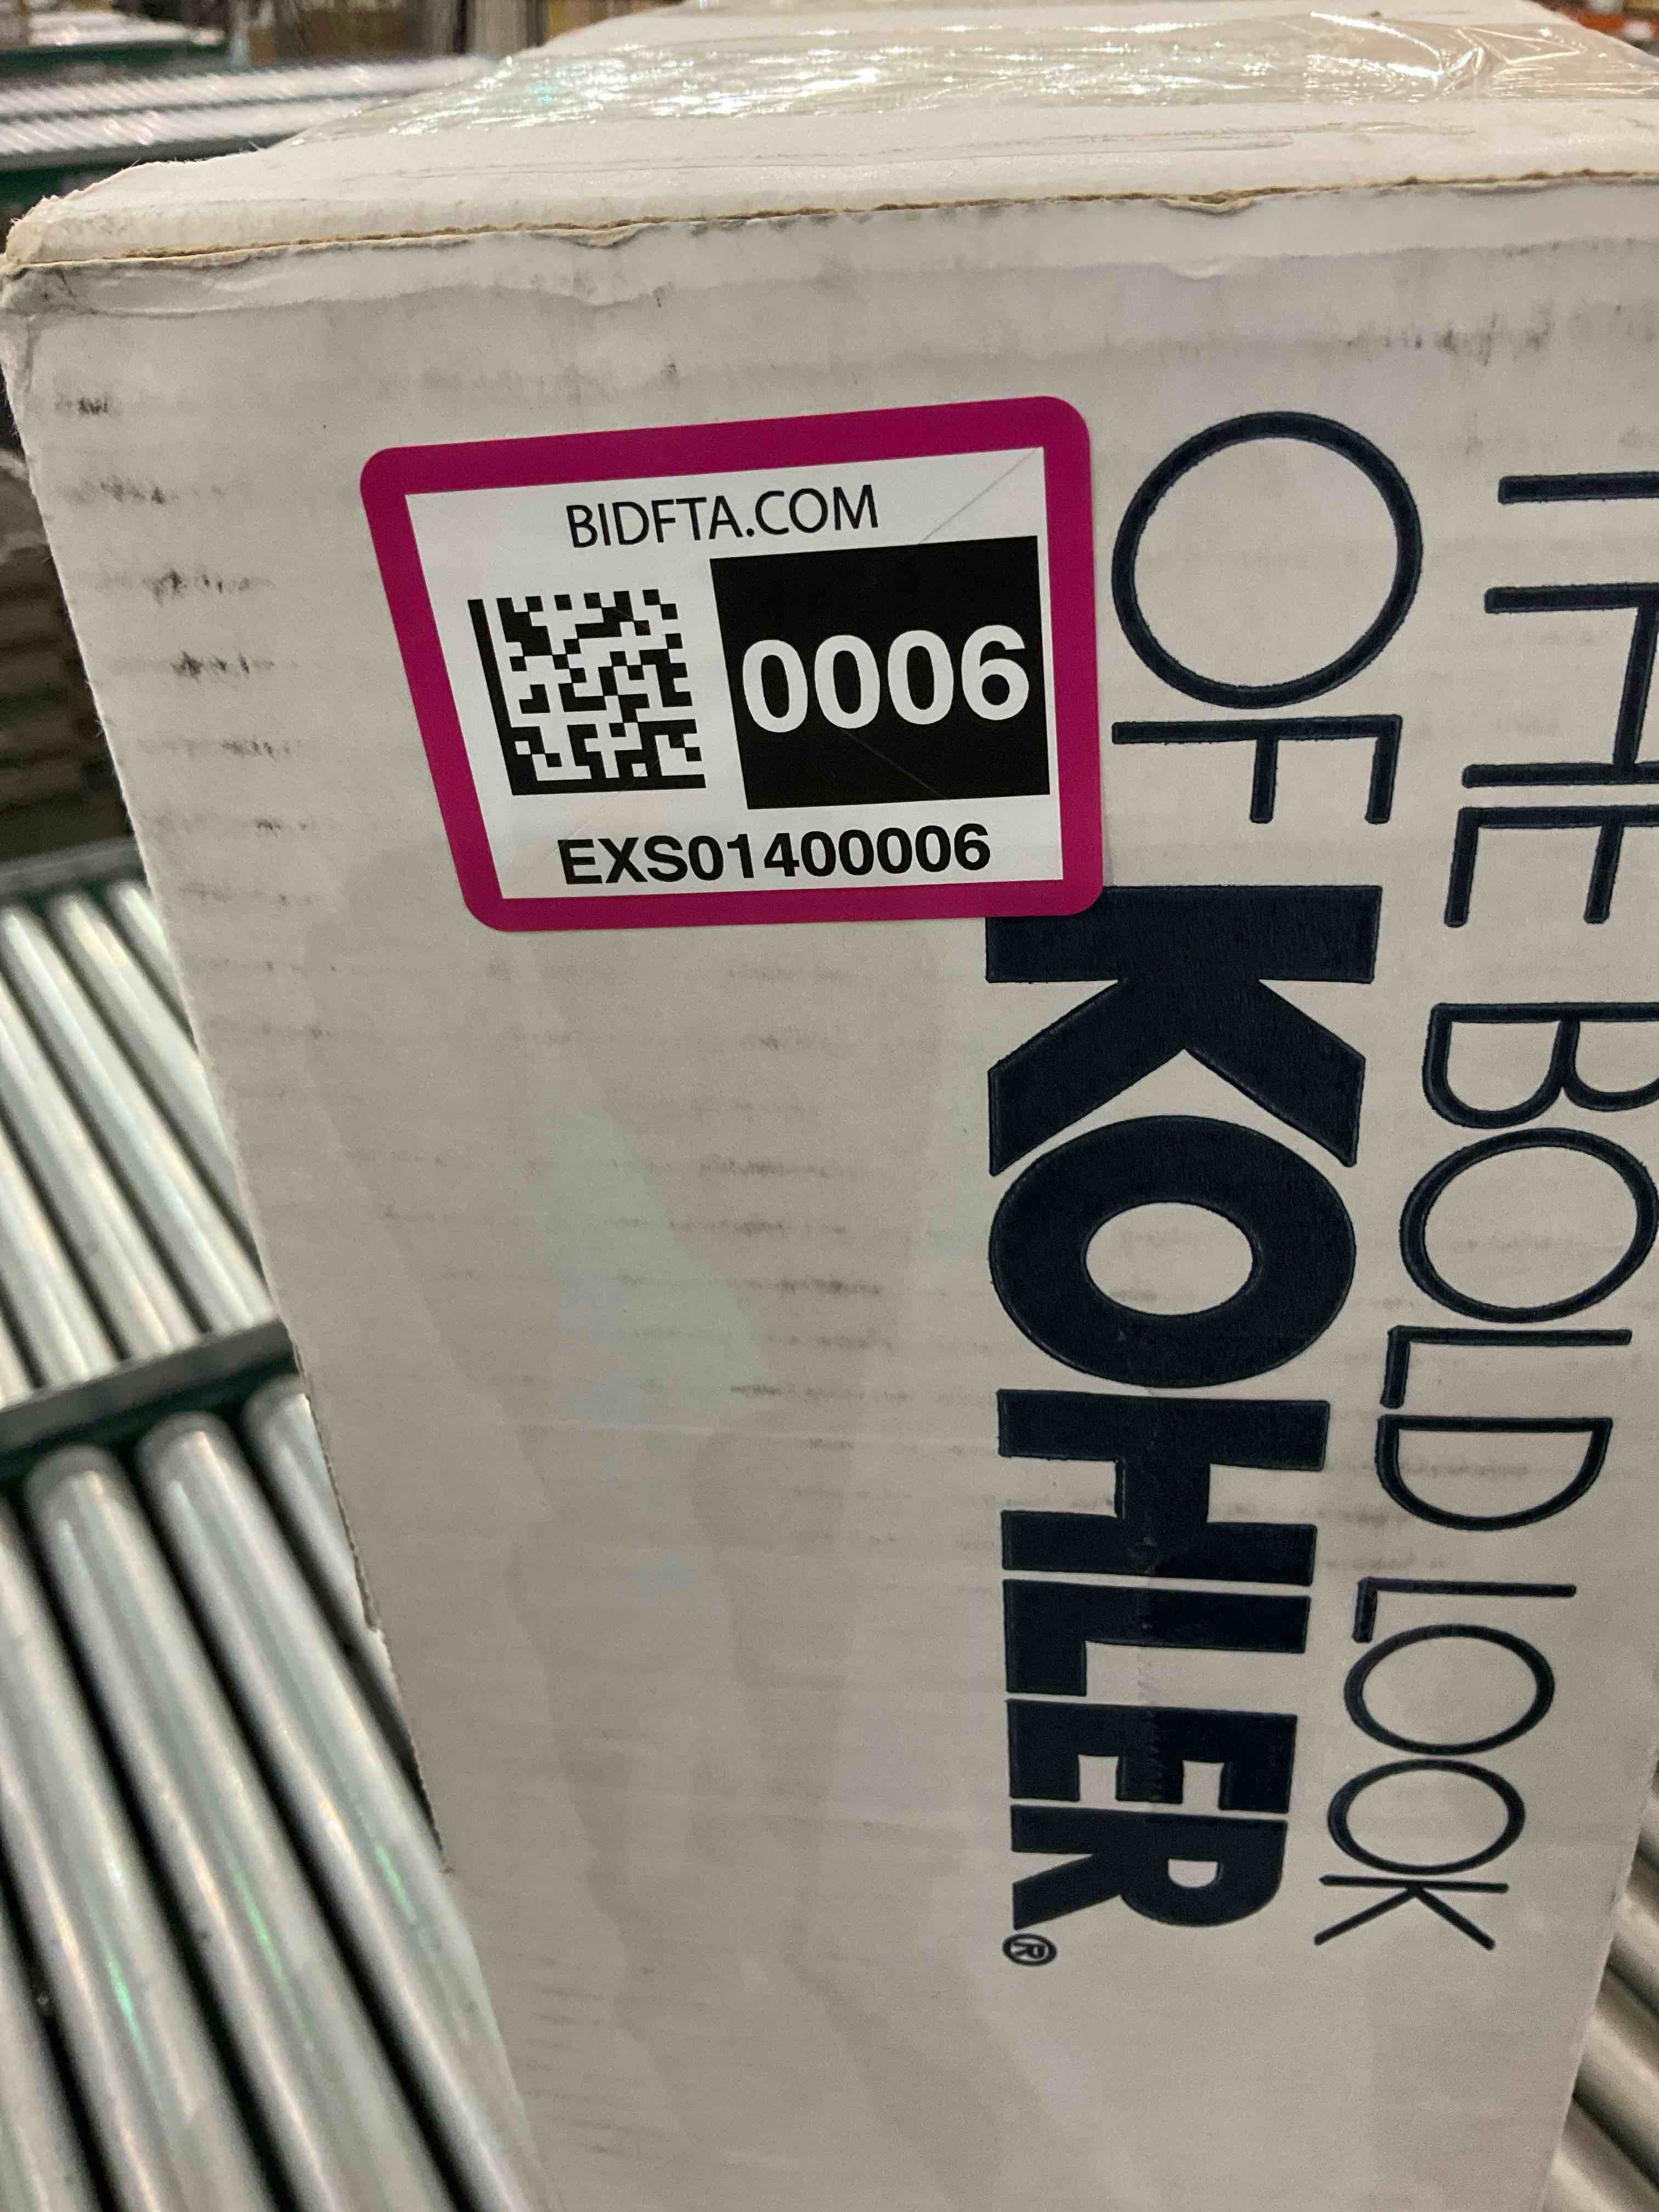 BIDFTA.COM
0006
EXS01400006
THE BOLD LOOK
OF KOHLER®